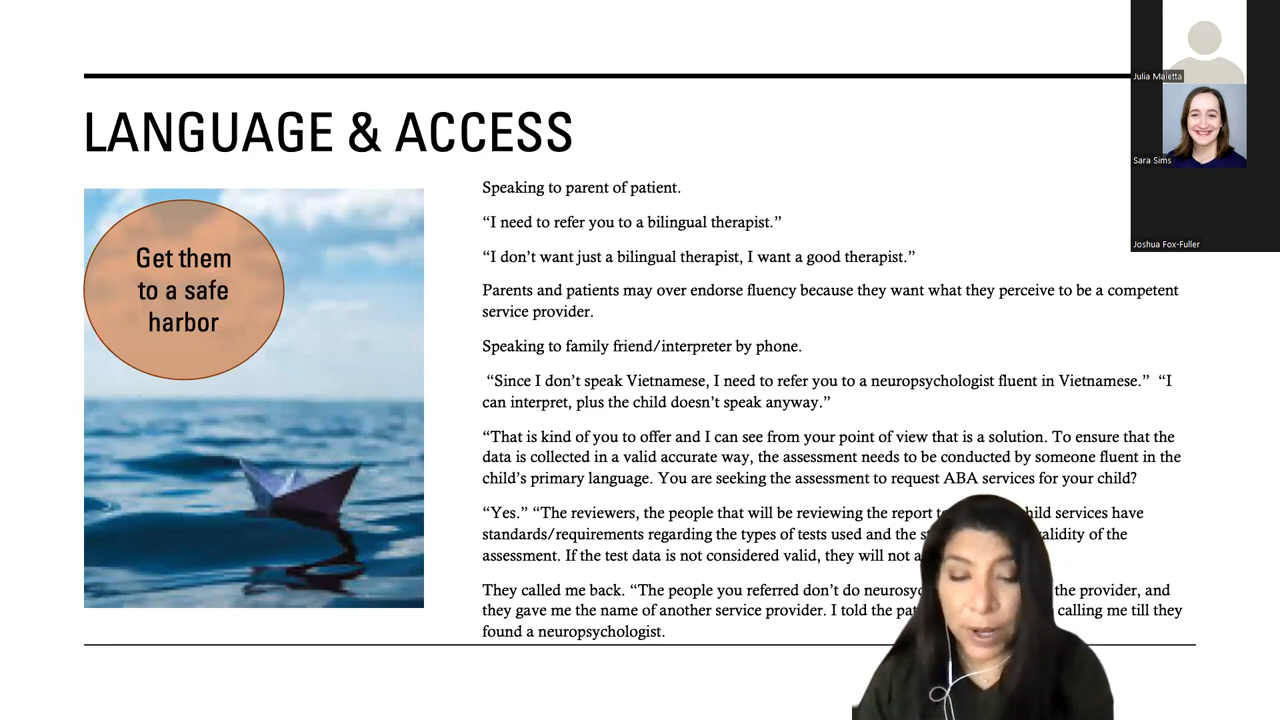 LANGUAGE & ACCESS
Get them
to a safe
harbor
Speaking to parent of patient.
“I need to refer you to a bilingual therapist.”
“I don’t want just a bilingual therapist, I want a good therapist.”
Parents and patients may over endorse fluency because they want what they perceive to be a competent
service provider.
Speaking to family friend/interpreter by phone.
“Since I don’t speak Vietnamese, I need to refer you to a neuropsychologist fluent in Vietnamese.”  “I
can interpret, plus the child doesn’t speak anyway.”
“That is kind of you to offer and I can see from your point of view that is a solution. To ensure that the
data is collected in a valid accurate way, the assessment needs to be conducted by someone fluent in the
child’s primary language. You are seeking the assessment to request ABA services for your child?
“Yes.” “The reviewers, the people that will be reviewing the report services have
standards/requirements regarding the types of tests used and the of the
assessment. If the test data is not considered valid, they will not
They called me back. “The people you referred don’t do the provider, and
they gave me the name of another service provider. I told the calling me till they
found a neuropsychologist.
Julia Maietta
Sara Sims
Joshua Fox-Fuller